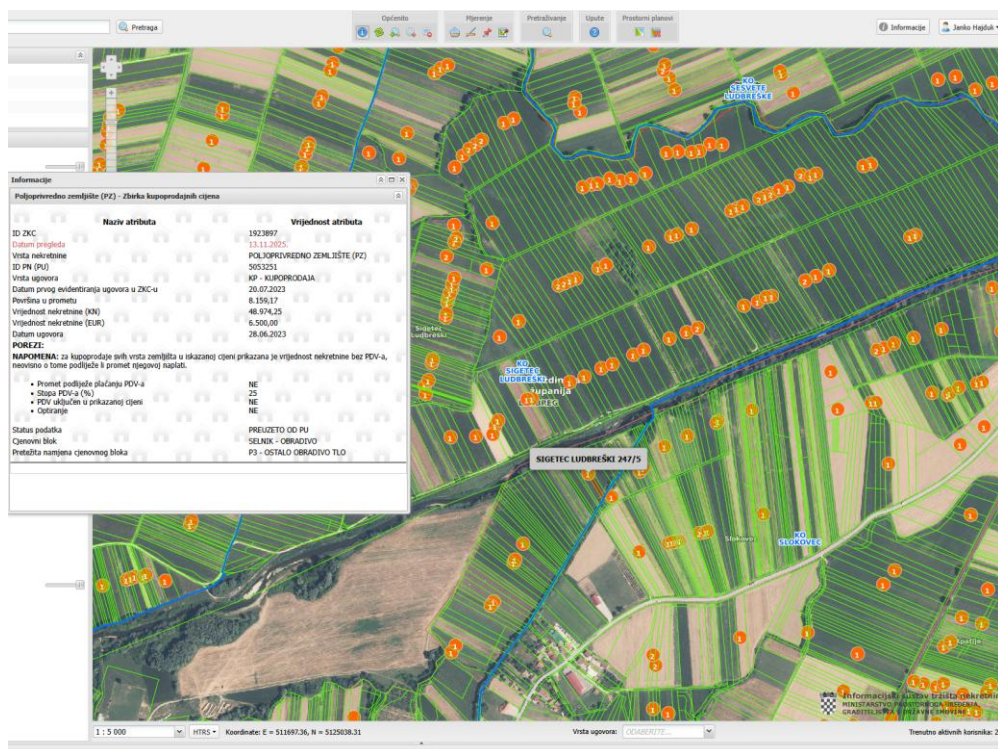 Pretraga
Općenito
Mjerenje
Pretraživanje
Upute
Prostorni planovi
Informacije
Janko Hajduk
KO
SESVETE
LUDBREŠKE
Informacije
Poljoprivredno zemljište (PZ) - Zbirka kupoprodajnih cijena
Naziv atributa Vrijednost atributa
ID ZKC 1923897
Datum pregleda 13.11.2025.
Vrsta nekretnine POLJOPRIVREDNO ZEMLJIŠTE (PZ)
ID PN (PU) 5053251
Vrsta ugovora KP - KUPOPRODAJA
Datum prvog evidentiranja ugovora u ZKC-u 20.07.2023
Površina u prometu 8.159,17
Vrijednost nekretnine (KN) 48.974,25
Vrijednost nekretnine (EUR) 6.500,00
Datum ugovora 28.06.2023
POREZI:
NAPOMENA: za kupoprodaje svih vrsta zemljišta u iskazanoj cijeni prikazana je vrijednost nekretnine bez PDV-a,
neovisno o tome podliježe li promet njegovoj naplati.
• Promet podliježe plaćanju PDV-a NE
• Stopa PDV-a (%) 25
• PDV uključen u prikazanoj cijeni NE
• Optiranje NE
Status podatka PREUZETO OD PU
Cjenovni blok SELNIK - OBRADIVO
Pretežita namjena cjenovnog bloka P3 - OSTALO OBRADIVO TLO
Sigetec
Ludbreški
KO
SIGETEC
LUDBREŠKI
županija
SIGETEC LUDBREŠKI 247/5
KO
SLOKOVEC
Slokovec
Informacijski sustav tržišta nekretnina
MINISTARSTVO PROSTORNOGA UREĐENJA,
GRADITELJSTVA I DRŽAVNE IMOVINE
1 : 5 000
HTRS
Koordinate: E = 511697.36, N = 5125038.31
Vrsta ugovora: ODABERITE...
Trenutno aktivnih korisnika: 2